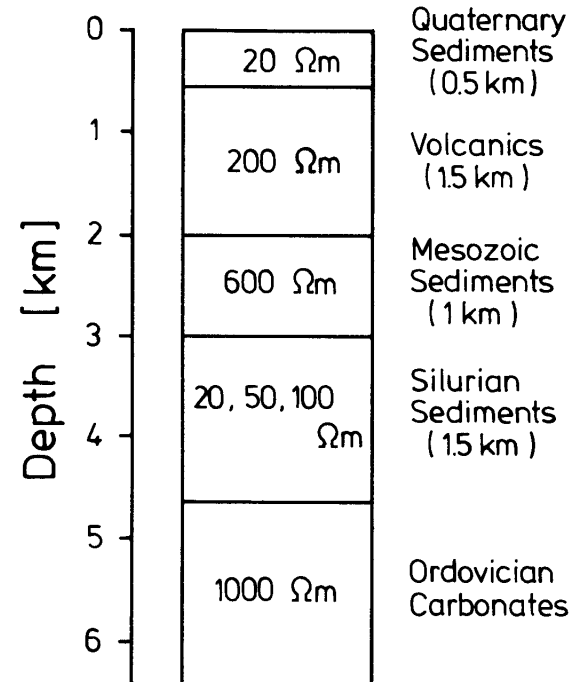 Depth [km]
0
1
2
3
4
5
6
20 Ωm
200 Ωm
600 Ωm
20, 50, 100
Ωm
1000 Ωm
Quaternary
Sediments
(0.5 km)
Volcanics
(1.5 km)
Mesozoic
Sediments
(1 km)
Silurian
Sediments
(1.5 km)
Ordovician
Carbonates